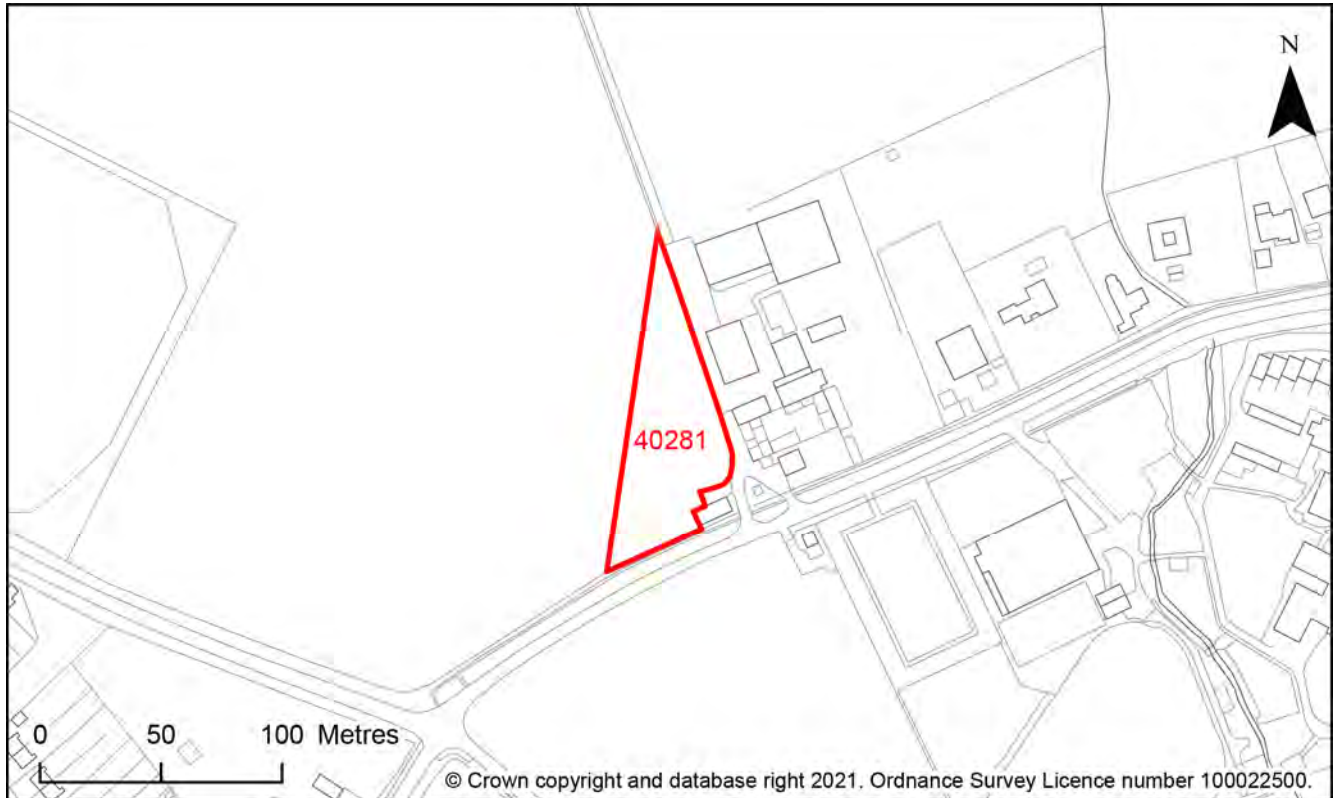 N
40281
0 50 100 Metres
© Crown copyright and database right 2021. Ordnance Survey Licence number 100022500.